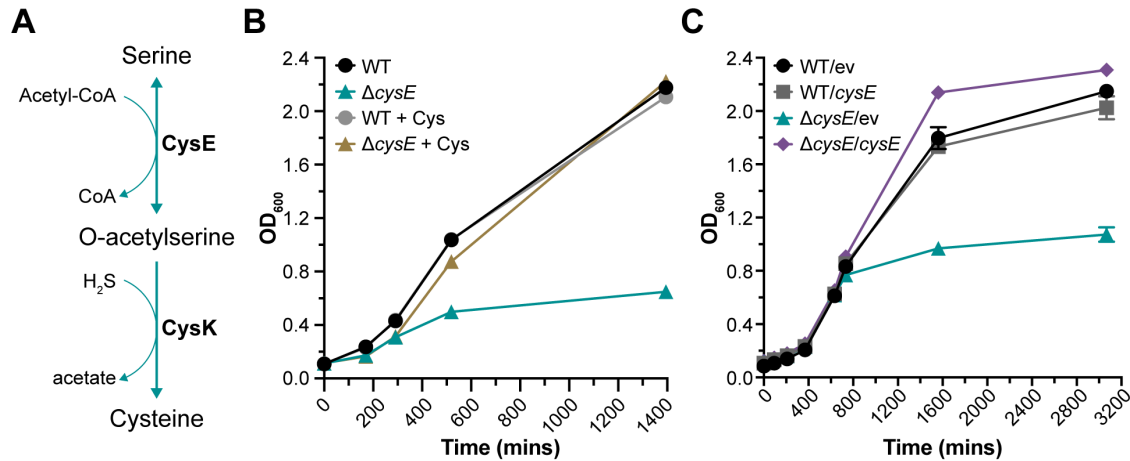 A
Serine
Acetyl-CoA
CysE
CoA
O-acetylserine
H2S
CysK
acetate
Cysteine
B
2.4
2.0
1.6
1.2
0.8
0.4
0.0
OD600
WT
ΔcysE
WT + Cys
ΔcysE + Cys
0
200
400
600
800
1000
1200
1400
Time (mins)
C
2.4
2.0
1.6
1.2
0.8
0.4
0.0
OD600
WT/ev
WT/cysE
ΔcysE/ev
ΔcysE/cysE
0
400
800
1200
1600
2000
2400
2800
3200
Time (mins)